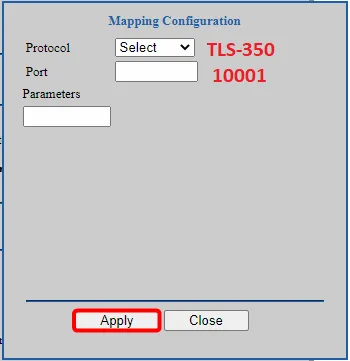 Mapping Configuration
Protocol Select TLS-350
Port 10001
Parameters
Apply Close